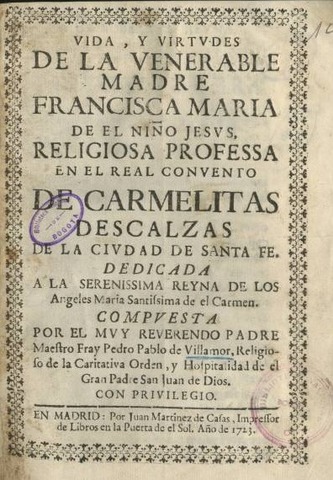 VIDA, Y VIRTVDES
DE LA VENERABLE
MADRE
FRANCISCA MARIA
DE EL NIÑO JESVS,
RELIGIOSA PROFESSA
EN EL REAL CONVENTO
DE CARMELITAS
DESCALZAS
DE LA CIVDAD DE SANTA FE.
DEDICADA
A LA SERENISSIMA REYNA DE LOS
Angeles Maria Santissima de el Carmen.
COMPVESTA
POR EL MVY REVERENDO PADRE
Maestro Fray Pedro Pablo de Villamor, Religio-
so de la Caritativa Orden, y Hospitalidad de el
Gran Padre San Juan de Dios.
CON PRIVILEGIO.
EN MADRID: Por Juan Martinez de Casas, Impressor
de Libros en la Puerta de el Sol. Año de 1723.
BOGOTA